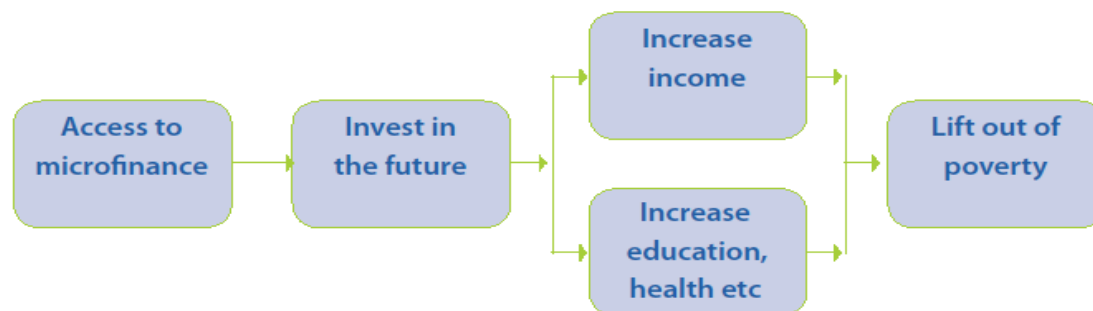 Access to
microfinance
Invest in
the future
Increase
income
Increase
education,
health etc
Lift out of
poverty